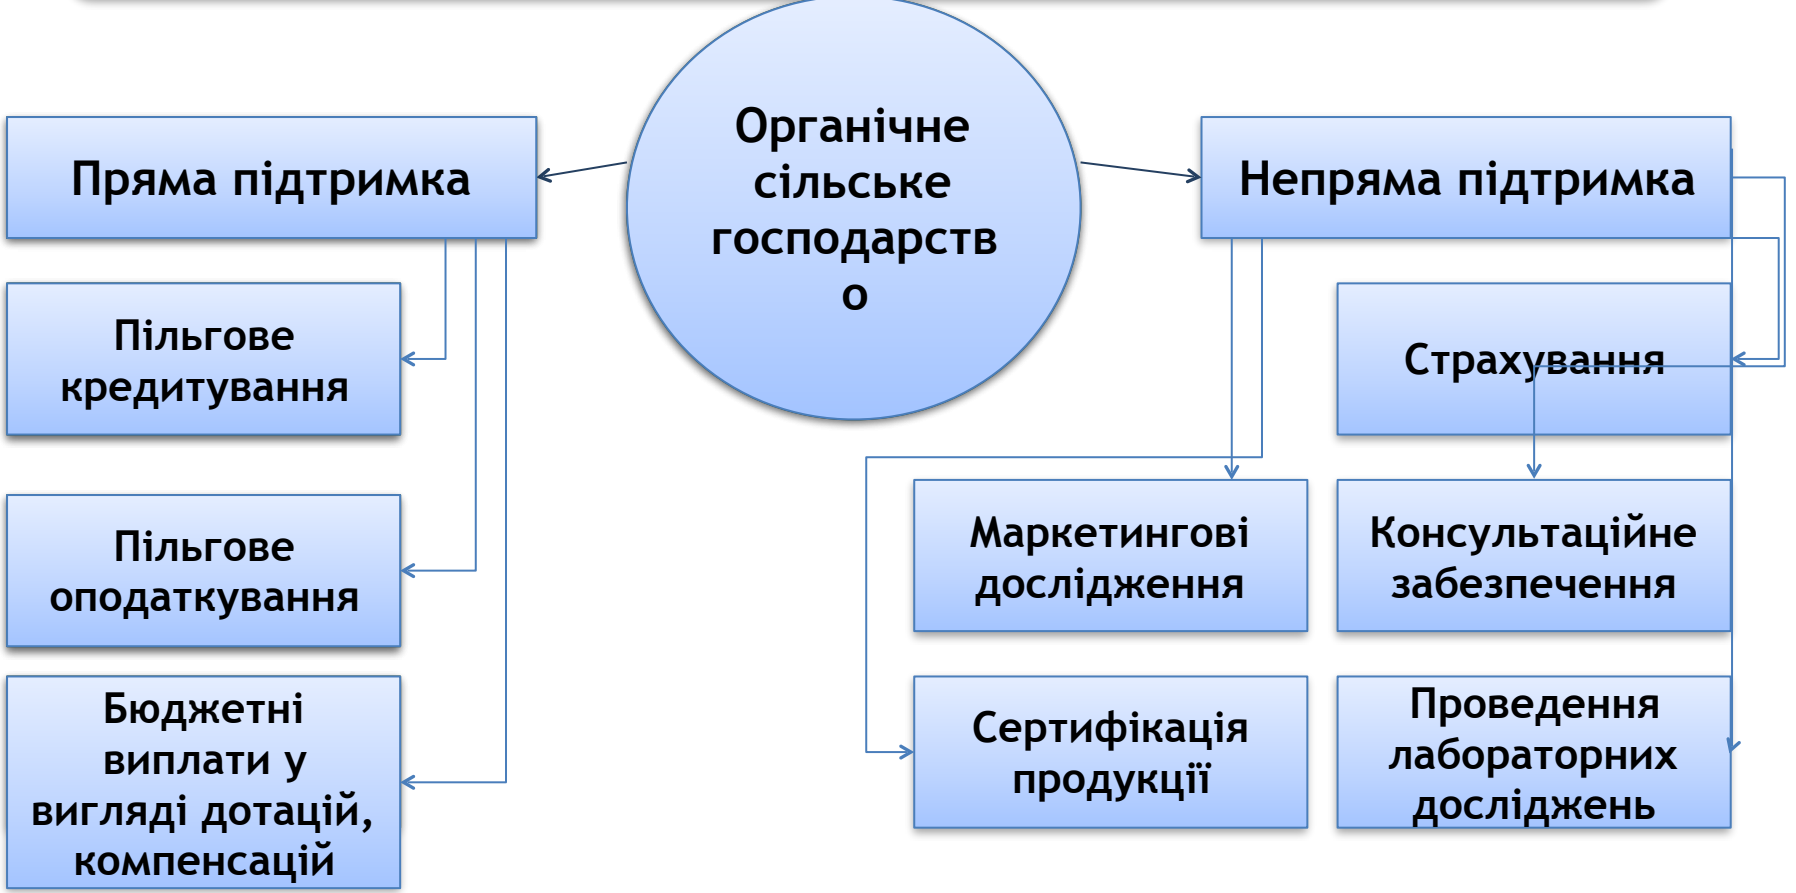 Органічне
сільське
господарств
о
Пряма підтримка
Непряма підтримка
Пільгове
кредитування
Страхування
Пільгове
оподаткування
Маркетингові
дослідження
Консультаційне
забезпечення
Бюджетні
виплати у
вигляді дотацій,
компенсацій
Сертифікація
продукції
Проведення
лабораторних
досліджень